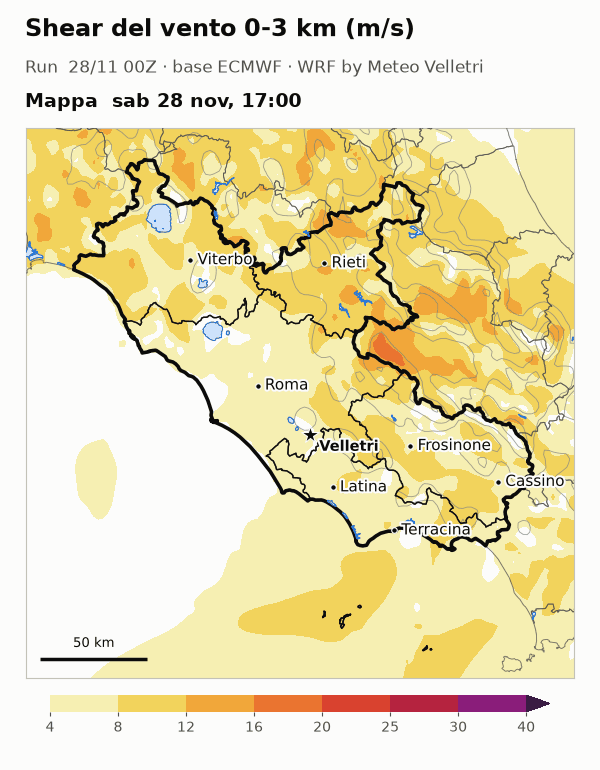 Shear del vento 0-3 km (m/s)
Run  28/11 00Z · base ECMWF · WRF by Meteo Velletri
Mappa  sab 28 nov, 17:00
Viterbo
Rieti
Roma
Velletri
Frosinone
Cassino
Latina
Terracina
50 km
4 8 12 16 20 25 30 40